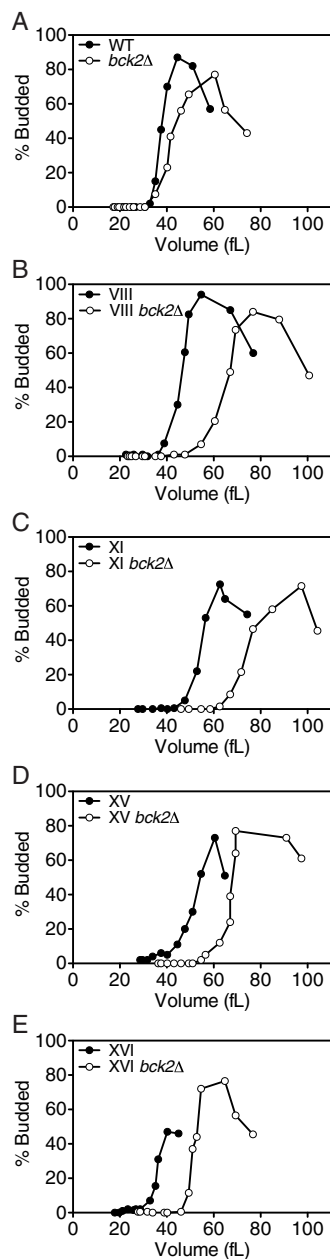 A
100
80
60
40
20
0
% Budded
WT
bck2Δ
0 20 40 60 80 100
Volume (fL)
B
100
80
60
40
20
0
% Budded
VIII
VIII bck2Δ
0 20 40 60 80 100
Volume (fL)
C
100
80
60
40
20
0
% Budded
XI
XI bck2Δ
0 20 40 60 80 100
Volume (fL)
D
100
80
60
40
20
0
% Budded
XV
XV bck2Δ
0 20 40 60 80 100
Volume (fL)
E
100
80
60
40
20
0
% Budded
XVI
XVI bck2Δ
0 20 40 60 80 100
Volume (fL)